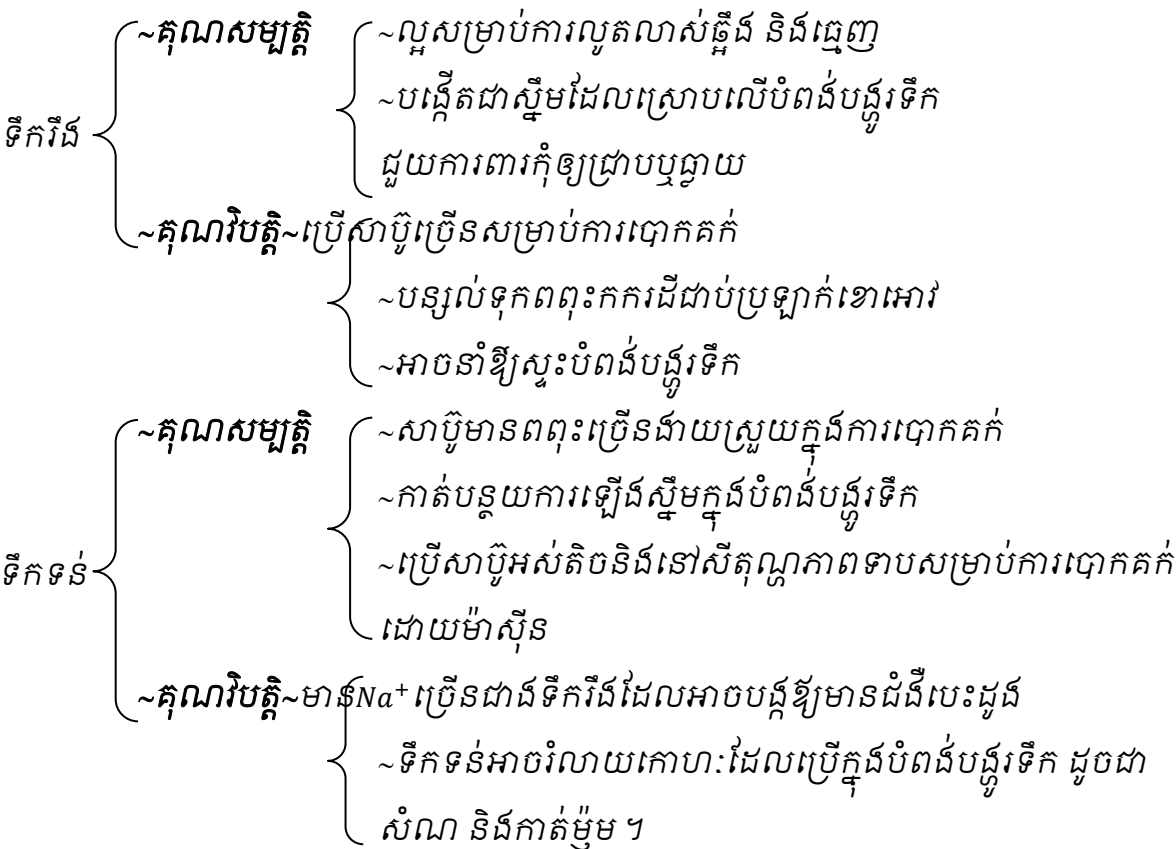 ~គុណសម្បត្តិ ~ល្អសម្រាប់ការលូតលាស់ឆ្អឹង និងធ្មេញ
~បង្កើតជាស្នឹមដែលស្រោបលើបំពង់បង្ហូរទឹក
ទឹករឹង
ជួយការពារកុំឲ្យជ្រាបឬធ្លាយ
~គុណវិបត្តិ~ប្រើសាប៊ូច្រើនសម្រាប់ការបោកគក់
~បន្សល់ទុកពពុះកករដីជាប់ប្រឡាក់ខោអាវ
~អាចនាំឱ្យស្ទះបំពង់បង្ហូរទឹក
~គុណសម្បត្តិ ~សាប៊ូមានពពុះច្រើនងាយស្រួយក្នុងការបោកគក់
~កាត់បន្ថយការឡើងស្នឹមក្នុងបំពង់បង្ហូរទឹក
ទឹកទន់ ~ប្រើសាប៊ូអស់តិចនិងនៅសីតុណ្ហភាពទាបសម្រាប់ការបោកគក់
ដោយម៉ាស៊ីន
~គុណវិបត្តិ~មានNa⁺ ច្រើនជាងទឹករឹងដែលអាចបង្កឱ្យមានជំងឺបេះដូង
~ទឹកទន់អាចរំលាយកោហៈដែលប្រើក្នុងបំពង់បង្ហូរទឹក ដូចជា
សំណ និងកាត់ម្យ៉ូម ។